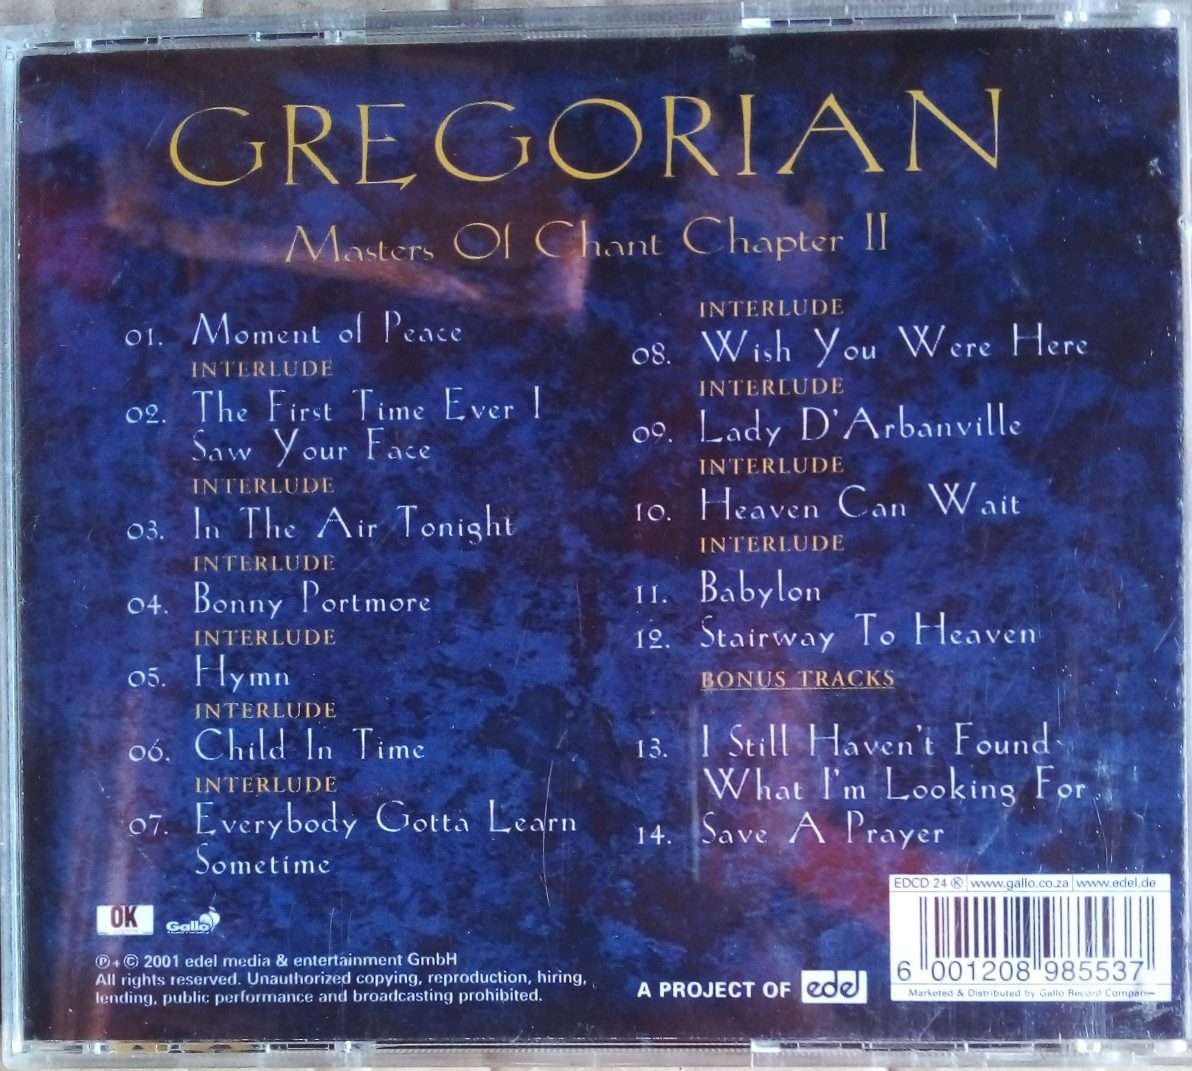 GREGORIAN
Masters Of Chant Chapter II
01. Moment of Peace
INTERLUDE
02. The First Time Ever I
Saw Your Face
INTERLUDE
03. In The Air Tonight
INTERLUDE
04. Bonny Portmore
INTERLUDE
05. Hymn
INTERLUDE
06. Child In Time
INTERLUDE
07. Everybody Gotta Learn
Sometime
INTERLUDE
08. Wish You Were Here
INTERLUDE
09. Lady D'Arbanville
INTERLUDE
10. Heaven Can Wait
INTERLUDE
11. Babylon
12. Stairway To Heaven
BONUS TRACKS
13. I Still Haven't Found
What I'm Looking For
14. Save A Prayer
OK
Gallo
℗+© 2001 edel media & entertainment GmbH
All rights reserved. Unauthorized copying, reproduction, hiring,
lending, public performance and broadcasting prohibited.
A PROJECT OF edel
EDCD 24 Ⓚ www.gallo.co.za www.edel.de
6 001208 985537
Marketed & Distributed by Gallo Record